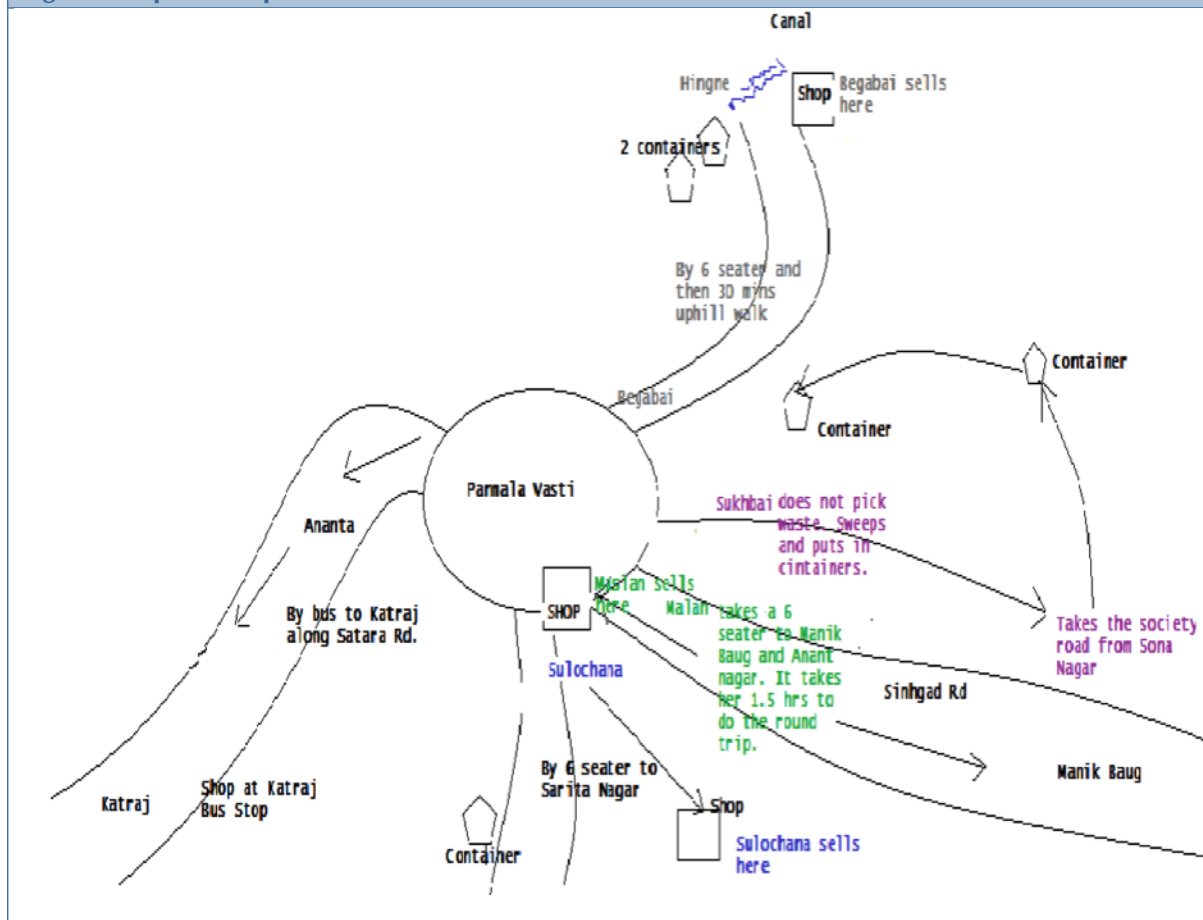 Canal
Hingne
Shop
Begabai sells
here
2 containers
By 6 seater and
then 30 mins
uphill walk
Begabai
Container
Container
Parmala Vasti
Ananta
By bus to Katraj
along Satara Rd.
Sukhbai
does not pick
waste. Sweeps
and puts in
cintainers.
SHOP
sells
here
Malan
takes a 6
seater to Manik
Baug and Anant
nagar. It takes
her 1.5 hrs to
do the round
trip.
Takes the society
road from Sona
Nagar
Sulochana
Sinhgad Rd
Manik Baug
By 6 seater to
Sarita Nagar
Katraj
Shop at Katraj
Bus Stop
Container
Shop
Sulochana sells
here